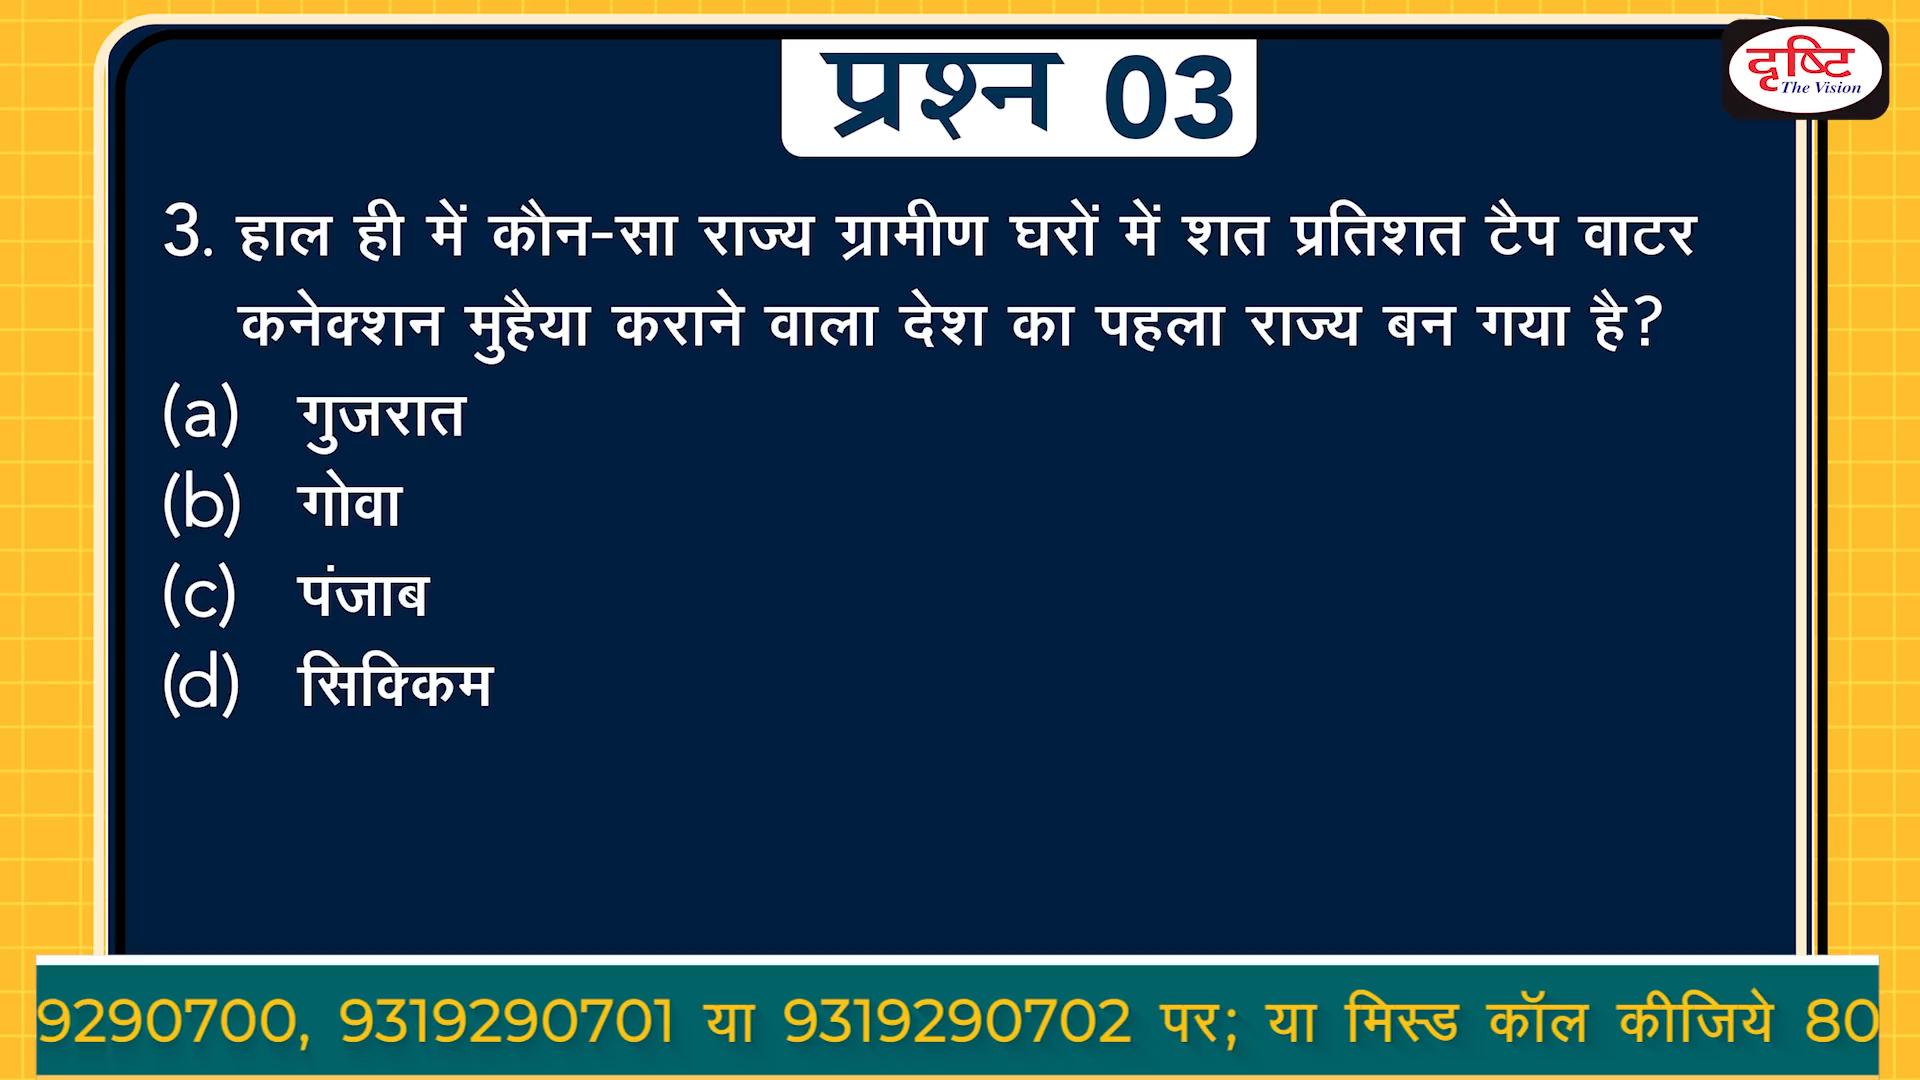 प्रश्न 03
दृष्टि
The Vision
3. हाल ही में कौन-सा राज्य ग्रामीण घरों में शत प्रतिशत टैप वाटर
कनेक्शन मुहैया कराने वाला देश का पहला राज्य बन गया है?
(a) गुजरात
(b) गोवा
(c) पंजाब
(d) सिक्किम
9290700, 9319290701 या 9319290702 पर; या मिस्ड कॉल कीजिये 80